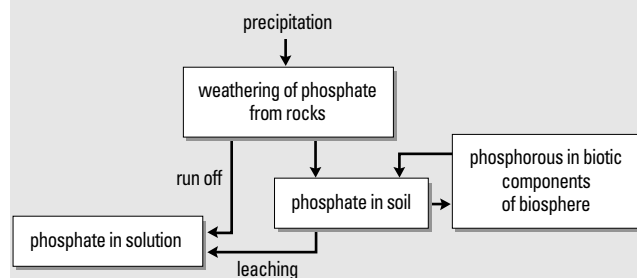 precipitation
weathering of phosphate
from rocks
run off
phosphate in soil
phosphorous in biotic
components
of biosphere
phosphate in solution
leaching